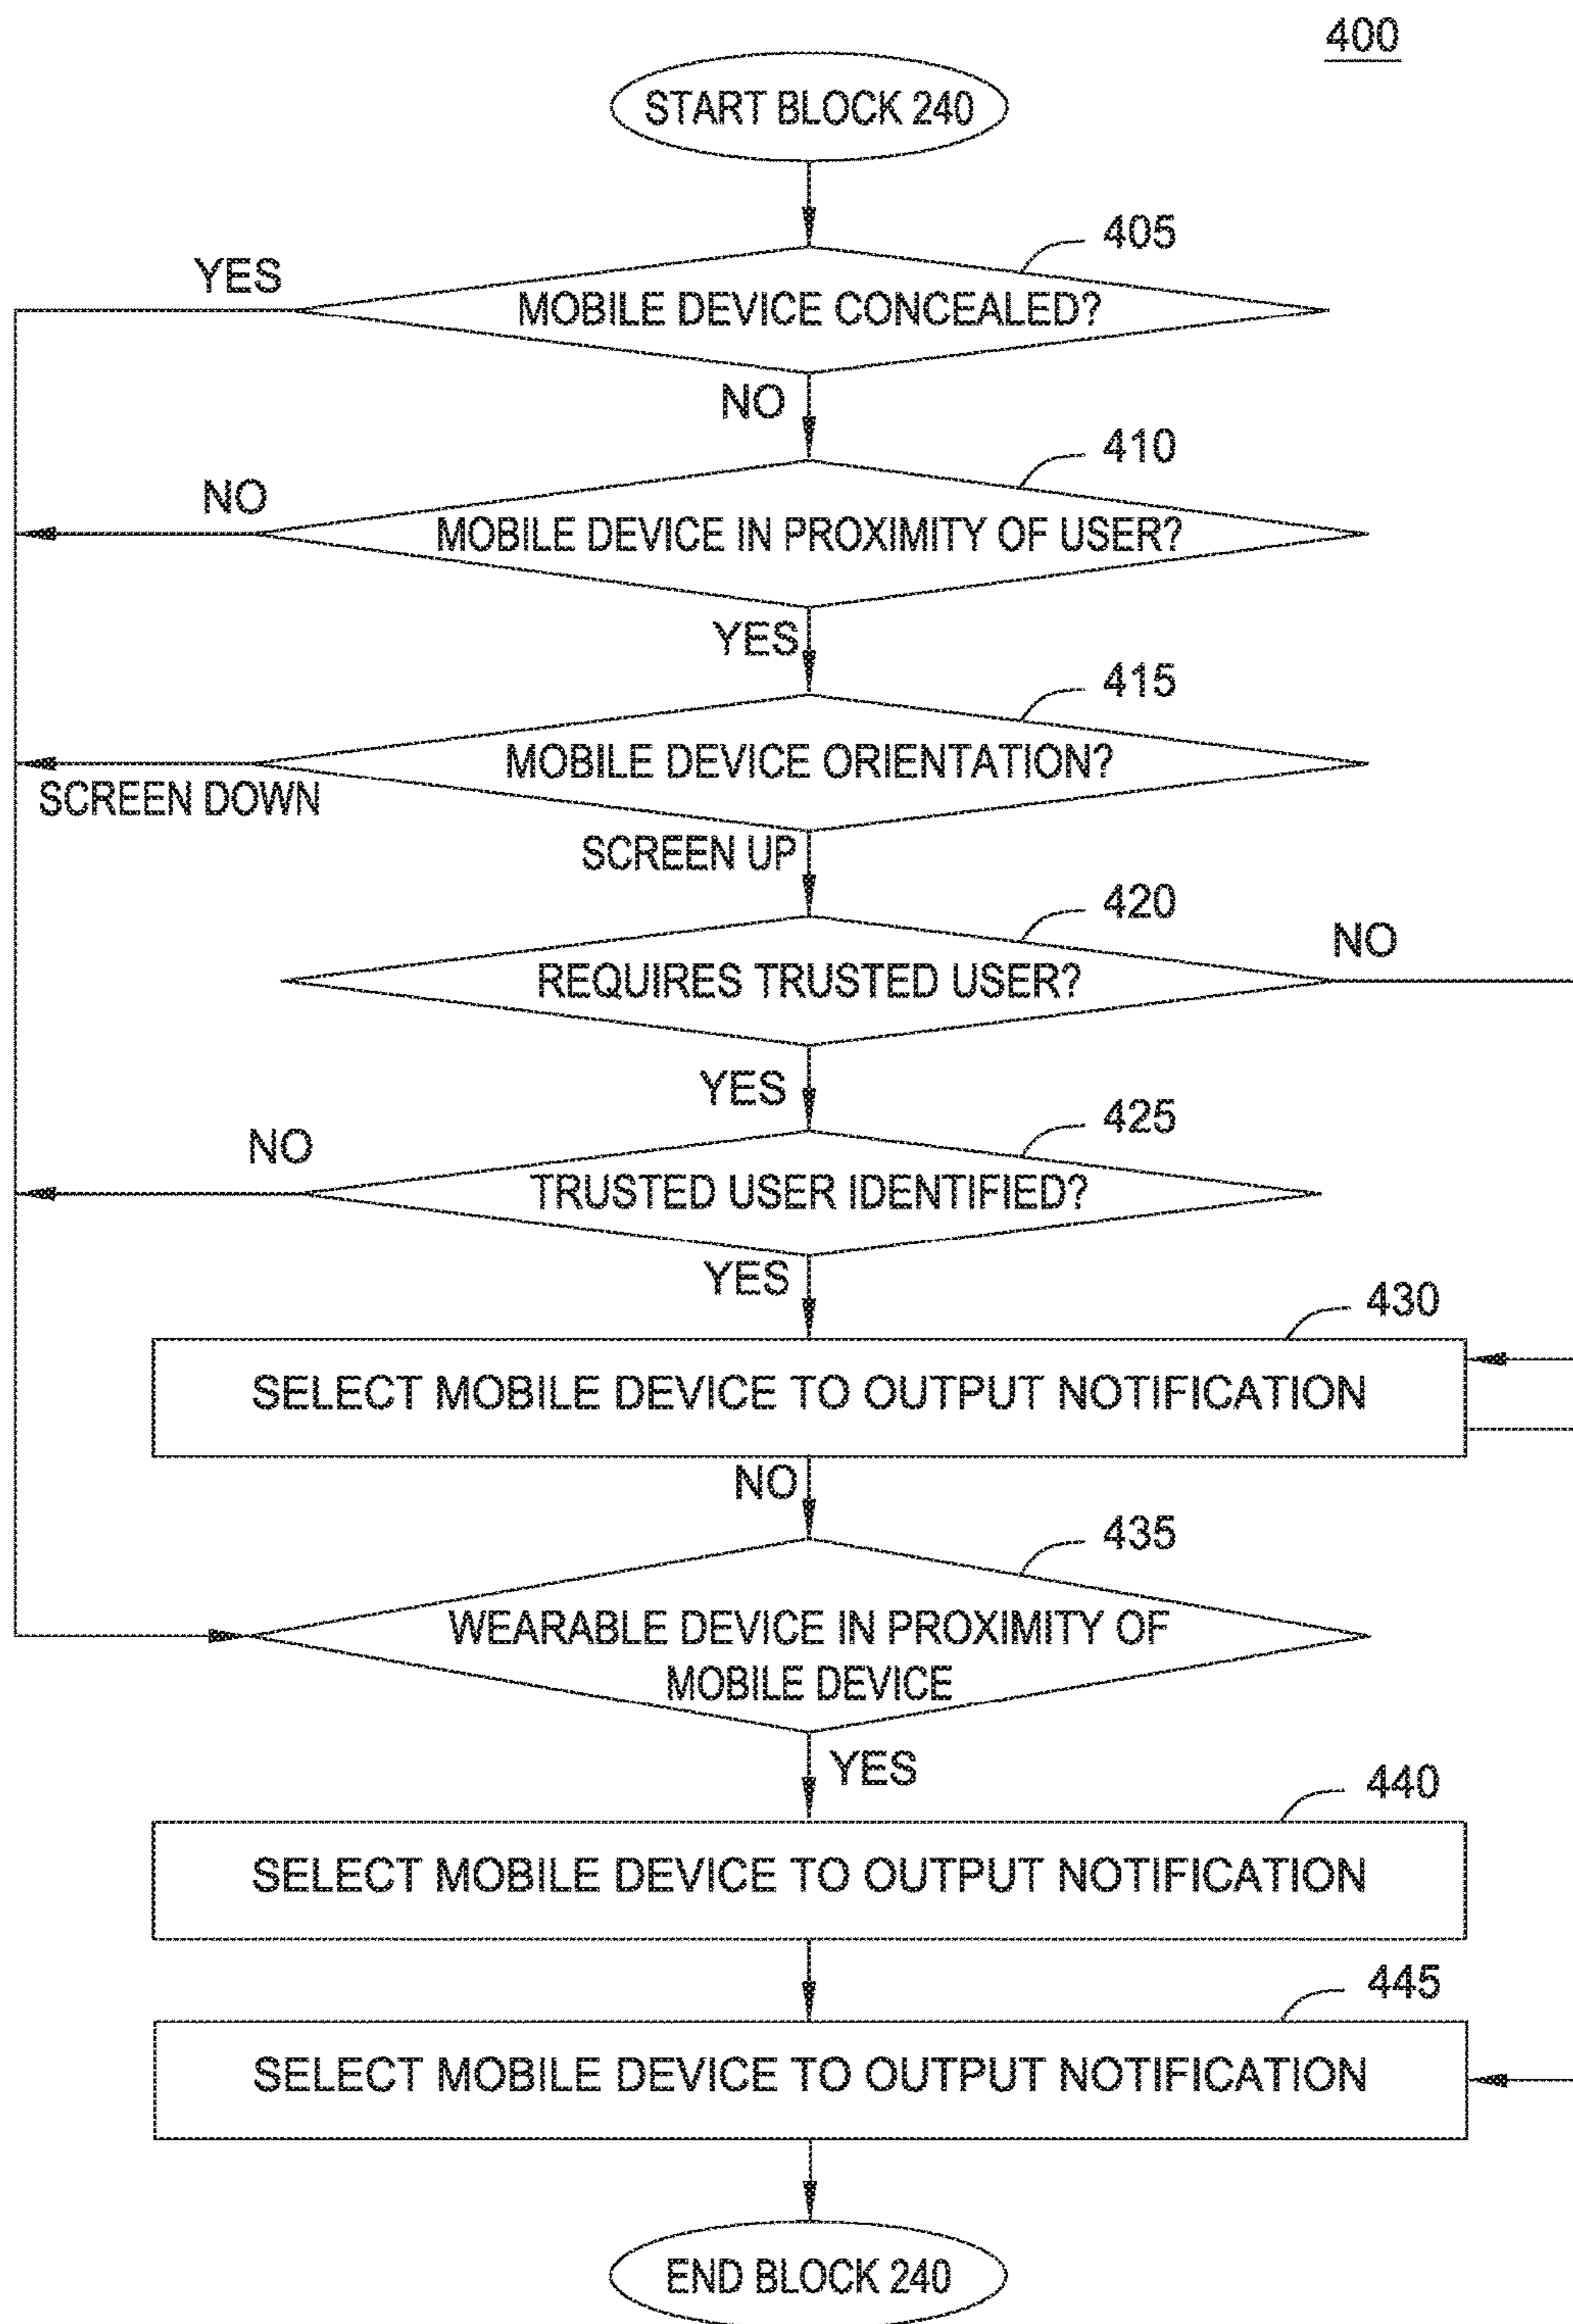 400
START BLOCK 240
405
YES
MOBILE DEVICE CONCEALED?
NO
410
NO
MOBILE DEVICE IN PROXIMITY OF USER?
YES
415
MOBILE DEVICE ORIENTATION?
SCREEN DOWN
SCREEN UP
420
NO
REQUIRES TRUSTED USER?
YES
425
NO
TRUSTED USER IDENTIFIED?
YES
430
SELECT MOBILE DEVICE TO OUTPUT NOTIFICATION
NO
435
WEARABLE DEVICE IN PROXIMITY OF
MOBILE DEVICE
YES
440
SELECT MOBILE DEVICE TO OUTPUT NOTIFICATION
445
SELECT MOBILE DEVICE TO OUTPUT NOTIFICATION
END BLOCK 240